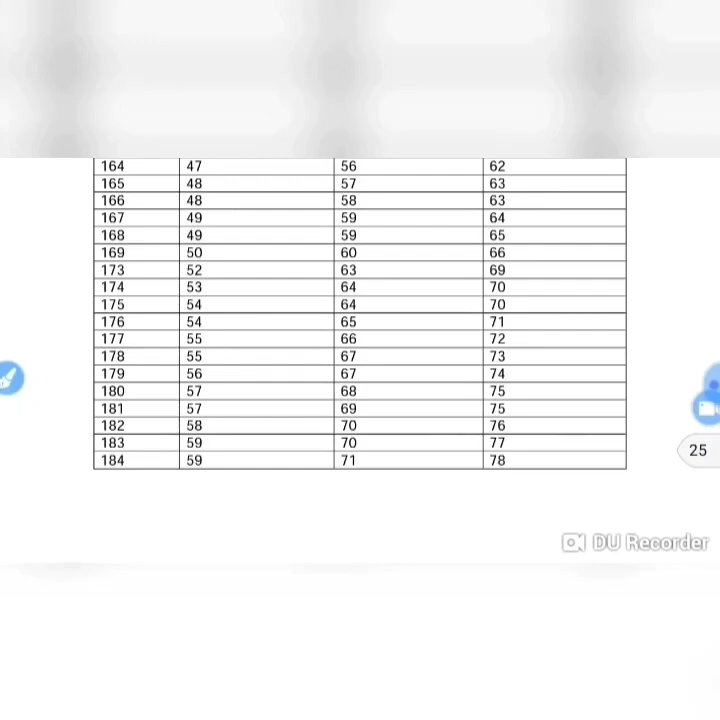 164 47 56 62
165 48 57 63
166 48 58 63
167 49 59 64
168 49 59 65
169 50 60 66
173 52 63 69
174 53 64 70
175 54 64 70
176 54 65 71
177 55 66 72
178 55 67 73
179 56 67 74
180 57 68 75
181 57 69 75
182 58 70 76
183 59 70 77
184 59 71 78
25
DU Recorder